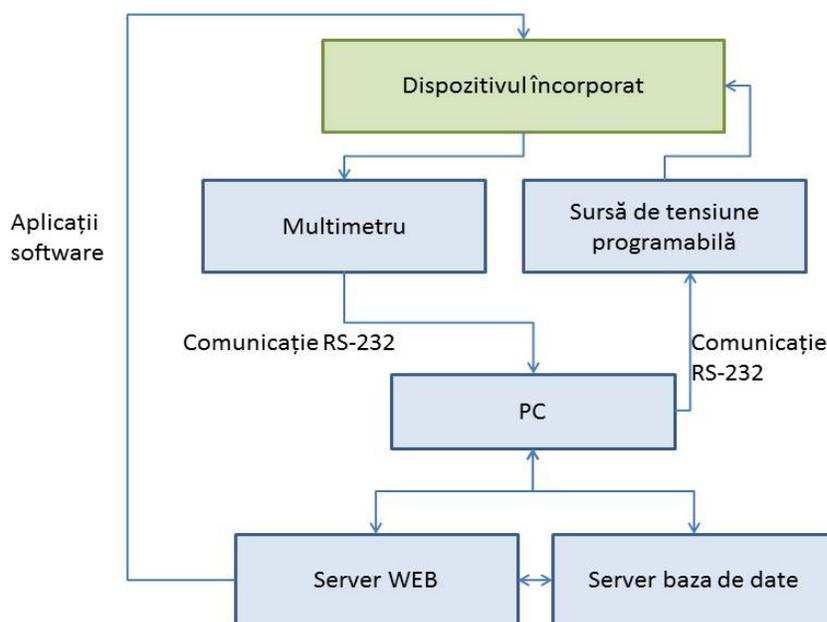 Dispozitivul încorporat
Multimetru
Sursă de tensiune
programabilă
Aplicații
software
Comunicație RS-232
Comunicație
RS-232
PC
Server WEB
Server baza de date